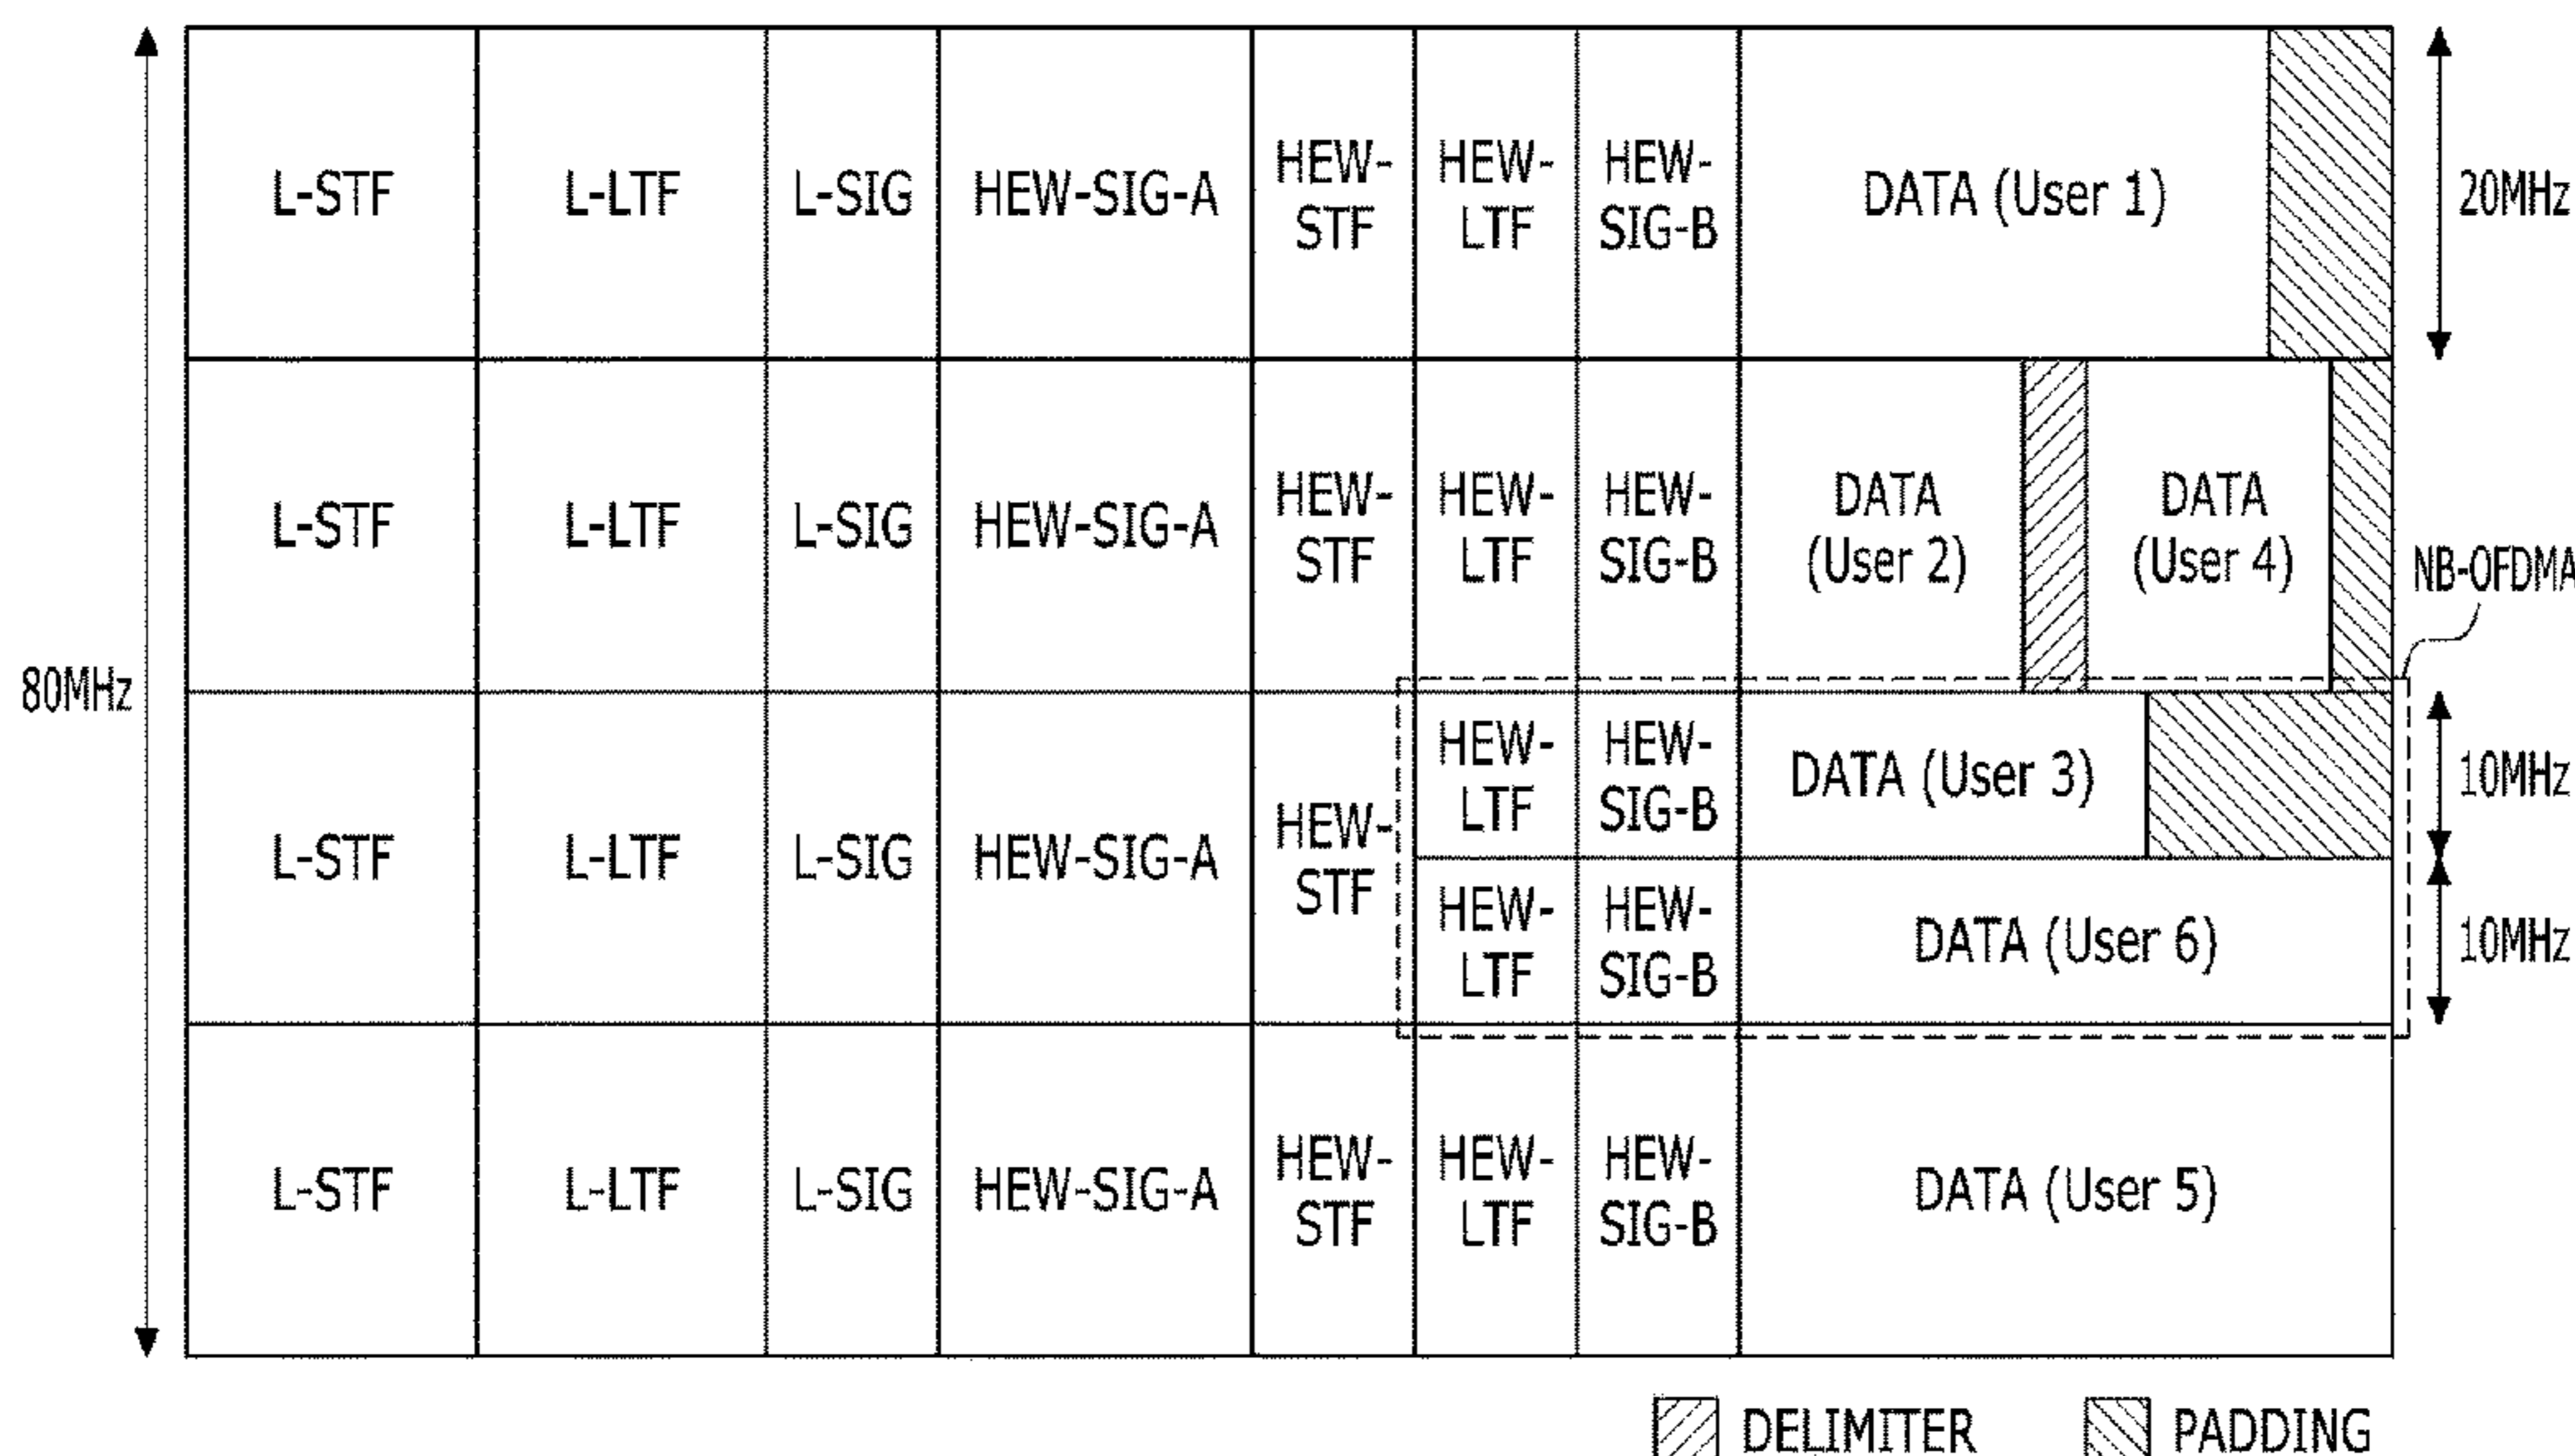 80MHz
L-STF
L-LTF
L-SIG
HEW-SIG-A
HEW-
STF
HEW-
LTF
HEW-
SIG-B
DATA (User 1)
20MHz
L-STF
L-LTF
L-SIG
HEW-SIG-A
HEW-
STF
HEW-
LTF
HEW-
SIG-B
DATA
(User 2)
DATA
(User 4)
NB-OFDMA
L-STF
L-LTF
L-SIG
HEW-SIG-A
HEW-
STF
HEW-
LTF
HEW-
SIG-B
DATA (User 3)
10MHz
HEW-
LTF
HEW-
SIG-B
DATA (User 6)
10MHz
L-STF
L-LTF
L-SIG
HEW-SIG-A
HEW-
STF
HEW-
LTF
HEW-
SIG-B
DATA (User 5)
DELIMITER
PADDING